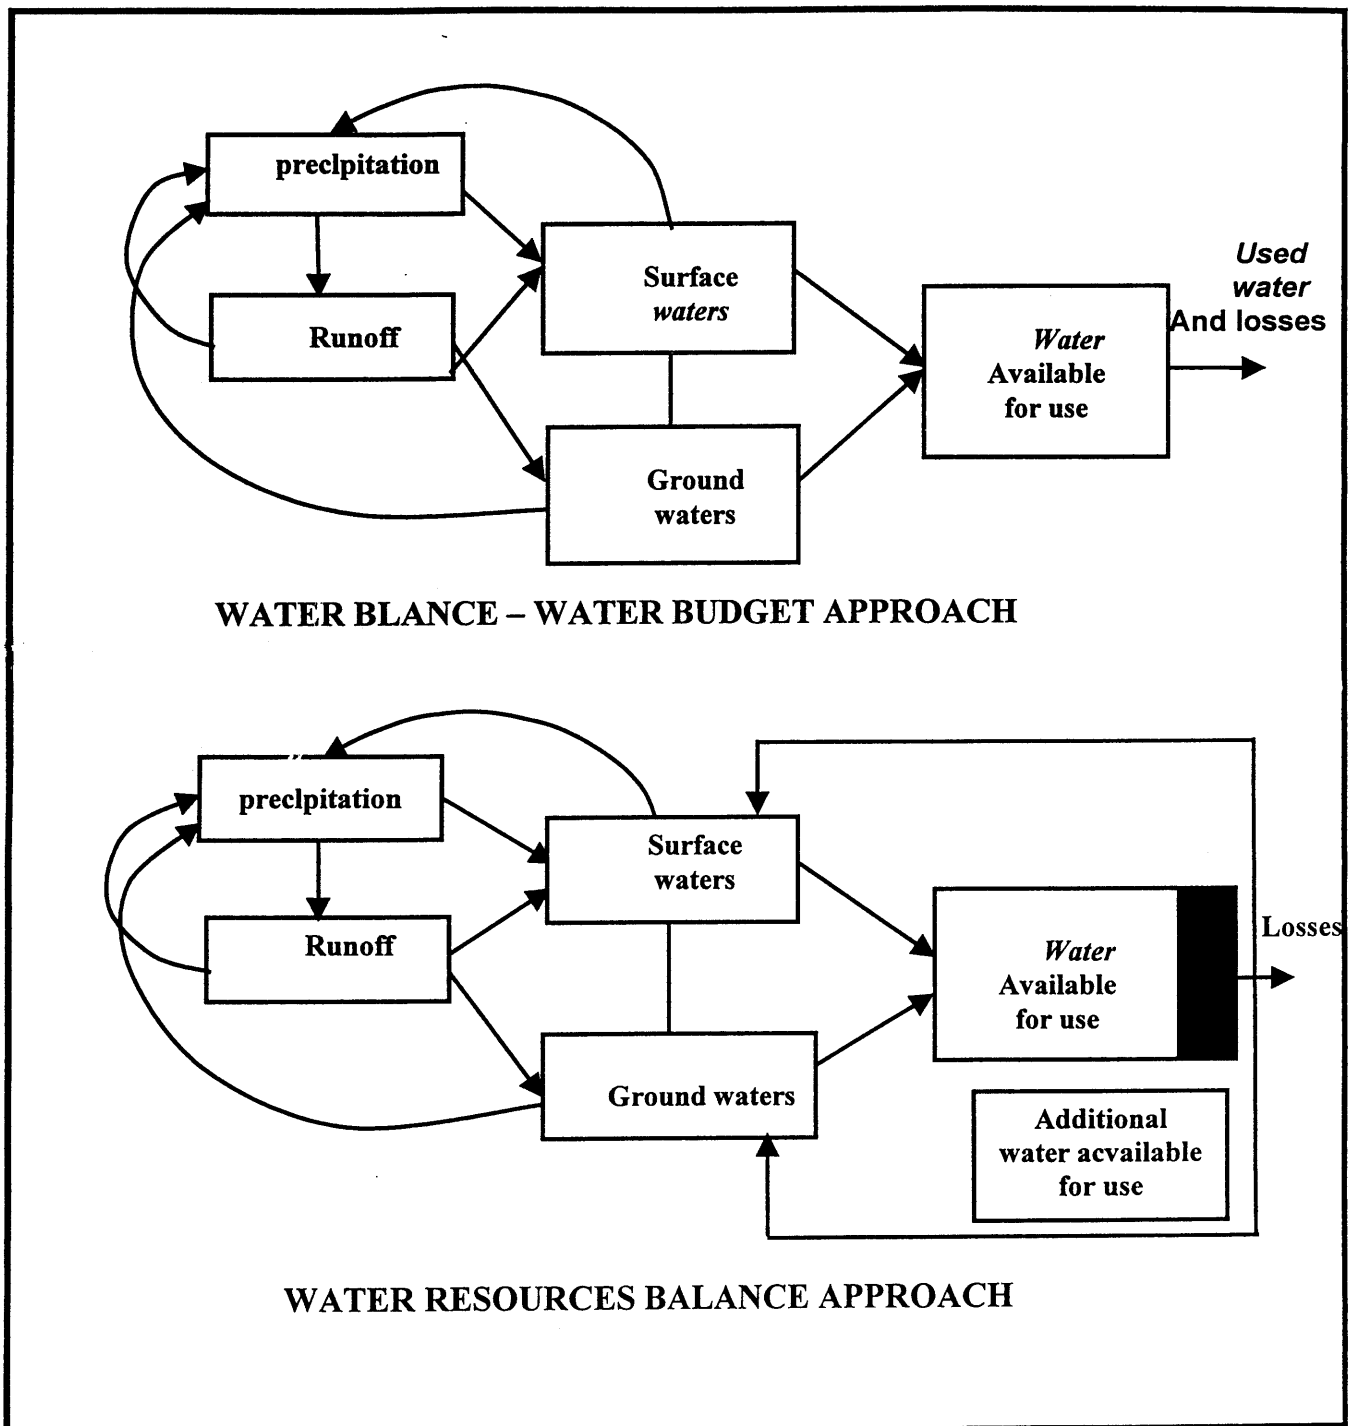 preclpitation
Surface
waters
Runoff
Used
water
And losses
Water
Available
for use
Ground
waters
WATER BLANCE – WATER BUDGET APPROACH
preclpitation
Surface
waters
Runoff
Losses
Water
Available
for use
Ground waters
Additional
water acvailable
for use
WATER RESOURCES BALANCE APPROACH